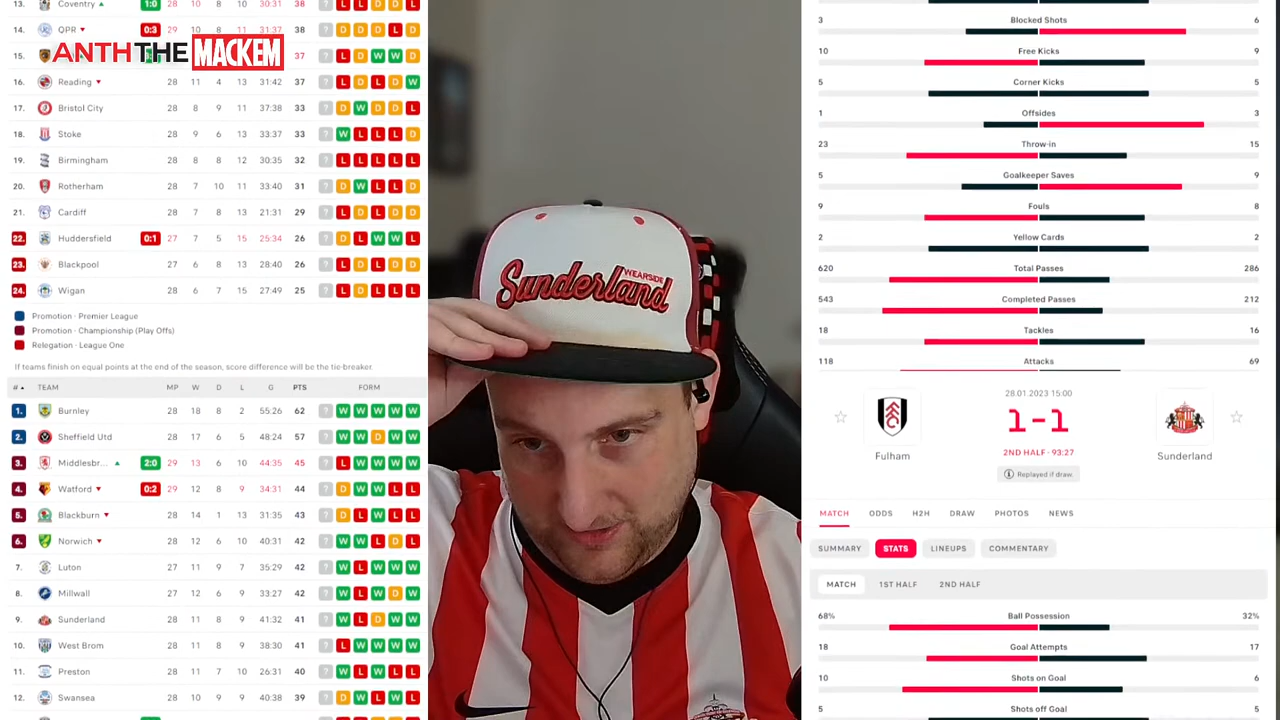 13. Coventry 1:0 28 10 8 10 30:31 38 ? L L D D L
14. QPR 0:3 29 10 8 11 31:37 38 ? D D D L D
ANTHTHE MACKEM
15. 37 ? L D W W D
16. Reading 28 11 4 13 31:42 37 ? L D L D W
17. Bristol City 28 8 9 11 37:38 33 ? D W D D L
18. Stoke 28 9 6 13 33:37 33 ? W L L L D
19. Birmingham 28 8 8 12 30:35 32 ? L L L L L
20. Rotherham 28 7 10 11 33:40 31 ? D W L L D
21. Cardiff 28 7 8 13 21:31 29 ? L D L D D
22. Huddersfield 0:1 27 7 5 15 25:34 26 ? D L W W L
23. Blackpool 27 6 8 13 28:40 26 ? L D L D L
24. Wigan 28 6 7 15 27:49 25 ? L D L L L
Promotion - Premier League
Promotion - Championship (Play Offs)
Relegation - League One
If teams finish on equal points at the end of the season, score difference will be the tie-breaker.
# TEAM MP W D L G PTS FORM
1. Burnley 28 18 8 2 55:26 62 ? W W W W W
2. Sheffield Utd 28 17 6 5 48:24 57 ? W W D W W
3. Middlesbr... 2:0 29 13 6 10 44:35 45 ? L W W W W
4. Watford 0:2 29 12 8 9 34:31 44 ? D W W L L
5. Blackburn 28 14 1 13 31:35 43 ? D L W L L
6. Norwich 28 12 6 10 40:31 42 ? W W L D L
7. Luton 27 11 9 7 35:29 42 ? W L W W W
8. Millwall 27 12 6 9 33:27 42 ? W L W D W
9. Sunderland 28 11 8 9 41:32 41 ? W L D W W
10. West Brom 28 11 8 9 38:30 41 ? L W W W W
11. Preston 28 11 7 10 26:31 40 ? W L W L L
12. Swansea 28 10 9 9 40:38 39 ? D W L W L
WEARSIDE
Sunderland
3 Blocked Shots 6
10 Free Kicks 9
5 Corner Kicks 5
1 Offsides 3
23 Throw-in 15
5 Goalkeeper Saves 9
9 Fouls 8
2 Yellow Cards 2
620 Total Passes 286
543 Completed Passes 212
18 Tackles 16
118 Attacks 69
28.01.2023 15:00
1-1
2ND HALF - 93:27
Fulham Sunderland
Replayed if draw.
MATCH ODDS H2H DRAW PHOTOS NEWS
SUMMARY STATS LINEUPS COMMENTARY
MATCH 1ST HALF 2ND HALF
68% Ball Possession 32%
18 Goal Attempts 17
10 Shots on Goal 6
5 Shots off Goal 5